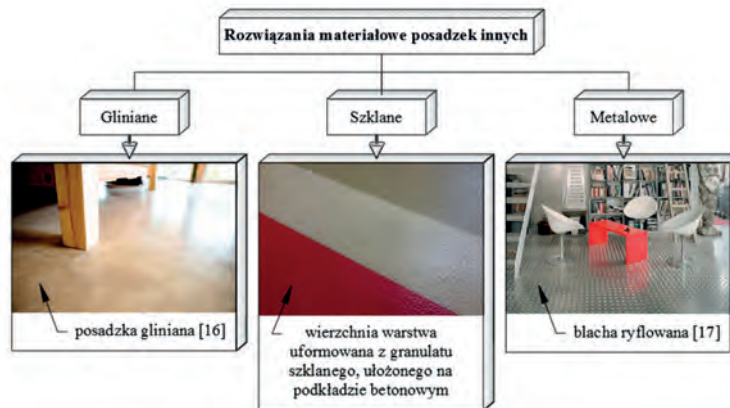 Rozwiązania materiałowe posadzek innych
Gliniane
Szklane
Metalowe
posadzka gliniana [16]
wierzchnia warstwa
uformowana z granulatu
szklanego, ułożonego na
podkładzie betonowym
blacha ryflowana [17]